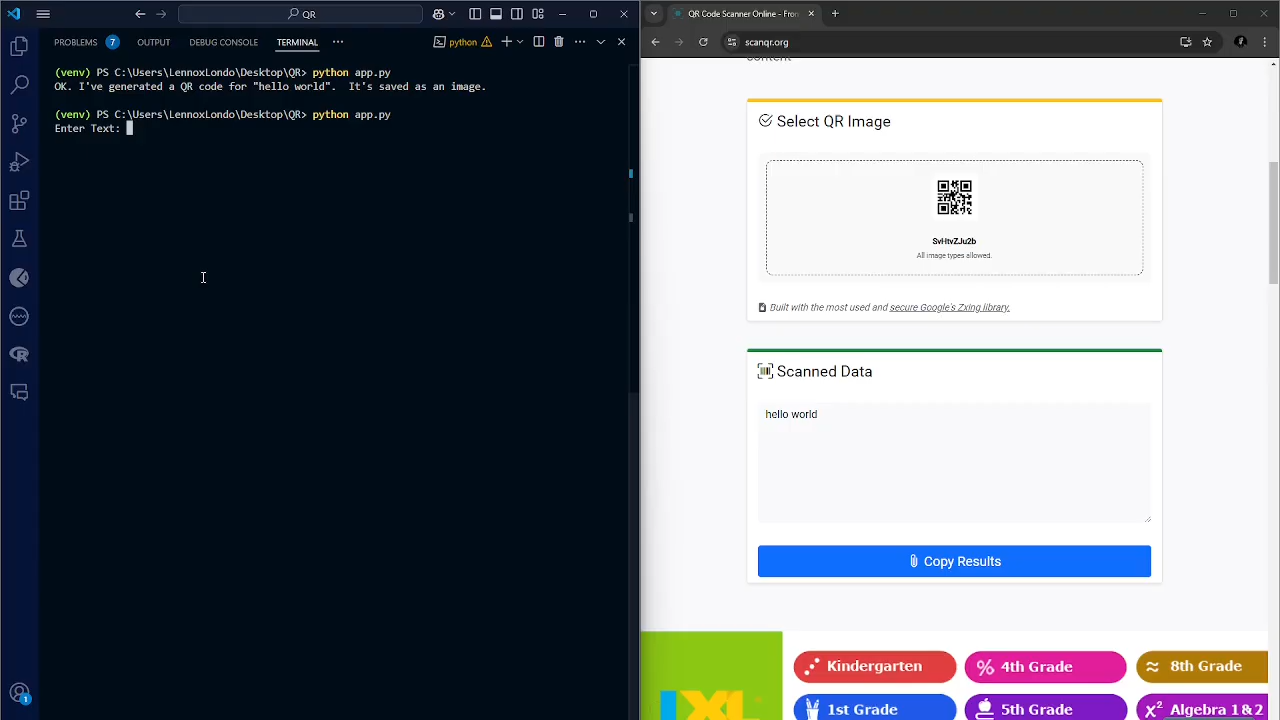 QR
PROBLEMS 7 OUTPUT DEBUG CONSOLE TERMINAL ··· python
(venv) PS C:\Users\LennoxLondo\Desktop\QR> python app.py
OK. I've generated a QR code for "hello world".  It's saved as an image.
(venv) PS C:\Users\LennoxLondo\Desktop\QR> python app.py
Enter Text:
1
QR Code Scanner Online - Fro
scanqr.org
content
Select QR Image
SvHtvZJu2b
All image types allowed.
Built with the most used and secure Google's Zxing library.
Scanned Data
hello world
Copy Results
IXL
Kindergarten
% 4th Grade
≈ 8th Grade
1st Grade
5th Grade
x² Algebra 1 & 2